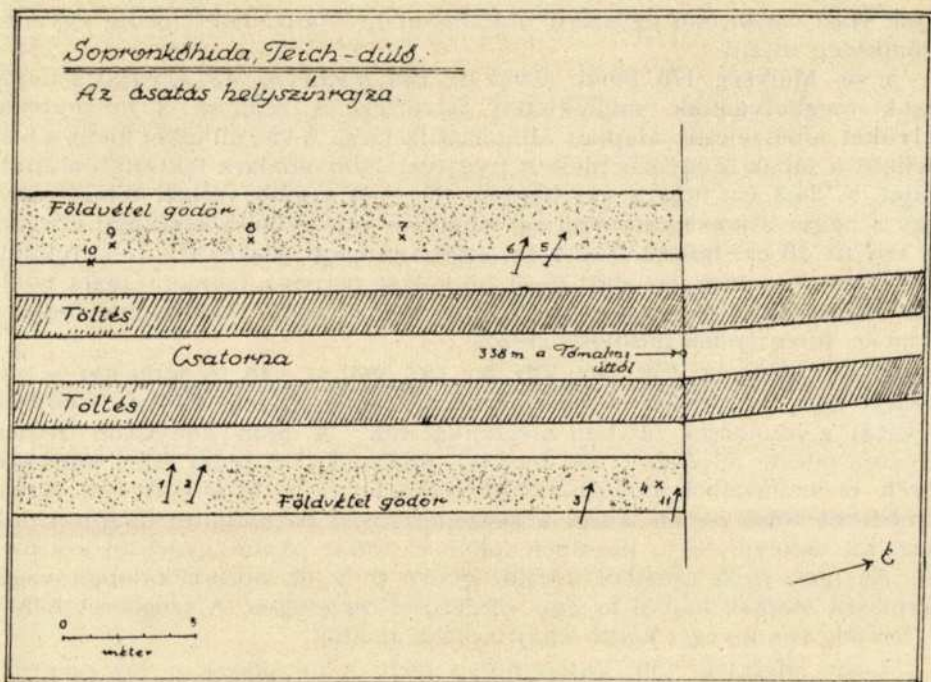 Sopronkőhida, Teich-dűlő.
Az ásatás helyszínrajza
Földvétel gödör
9
8
7
10
6
5
Töltés
Csatorna
338 m a Tómalmi
úttól
Töltés
1
2
3
4
11
Földvétel gödör
É
0 5
méter